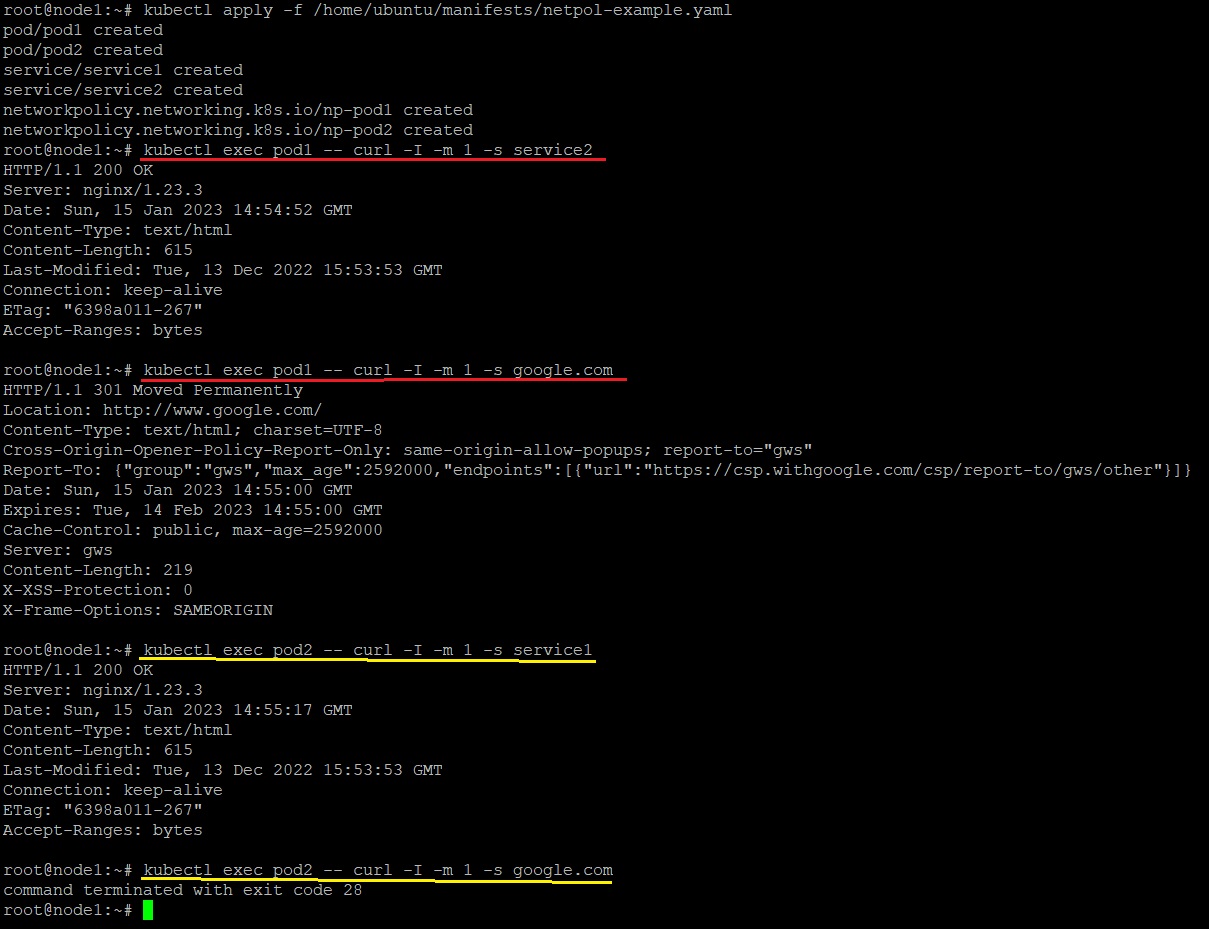 root@node1:~# kubectl apply -f /home/ubuntu/manifests/netpol-example.yaml
pod/pod1 created
pod/pod2 created
service/service1 created
service/service2 created
networkpolicy.networking.k8s.io/np-pod1 created
networkpolicy.networking.k8s.io/np-pod2 created
root@node1:~# kubectl exec pod1 -- curl -I -m 1 -s service2
HTTP/1.1 200 OK
Server: nginx/1.23.3
Date: Sun, 15 Jan 2023 14:54:52 GMT
Content-Type: text/html
Content-Length: 615
Last-Modified: Tue, 13 Dec 2022 15:53:53 GMT
Connection: keep-alive
ETag: "6398a011-267"
Accept-Ranges: bytes
root@node1:~# kubectl exec pod1 -- curl -I -m 1 -s google.com
HTTP/1.1 301 Moved Permanently
Location: http://www.google.com/
Content-Type: text/html; charset=UTF-8
Cross-Origin-Opener-Policy-Report-Only: same-origin-allow-popups; report-to="gws"
Report-To: {"group":"gws","max_age":2592000,"endpoints":[{"url":"https://csp.withgoogle.com/csp/report-to/gws/other"}]}
Date: Sun, 15 Jan 2023 14:55:00 GMT
Expires: Tue, 14 Feb 2023 14:55:00 GMT
Cache-Control: public, max-age=2592000
Server: gws
Content-Length: 219
X-XSS-Protection: 0
X-Frame-Options: SAMEORIGIN
root@node1:~# kubectl exec pod2 -- curl -I -m 1 -s service1
HTTP/1.1 200 OK
Server: nginx/1.23.3
Date: Sun, 15 Jan 2023 14:55:17 GMT
Content-Type: text/html
Content-Length: 615
Last-Modified: Tue, 13 Dec 2022 15:53:53 GMT
Connection: keep-alive
ETag: "6398a011-267"
Accept-Ranges: bytes
root@node1:~# kubectl exec pod2 -- curl -I -m 1 -s google.com
command terminated with exit code 28
root@node1:~#